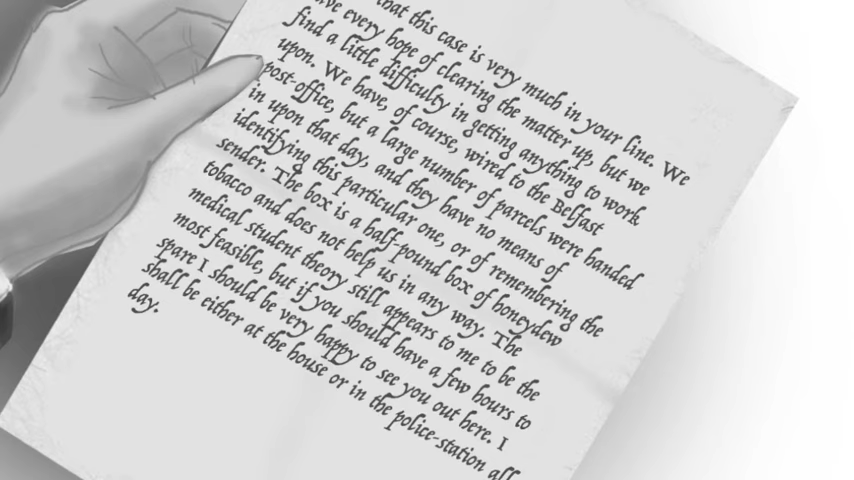 that this case is very much in your line. We
have every hope of clearing the matter up, but we
find a little difficulty in getting anything to work
upon. We have, of course, wired to the Belfast
post-office, but a large number of parcels were handed
in upon that day, and they have no means of
identifying this particular one, or of remembering the
sender. The box is a half-pound box of honeydew
tobacco and does not help us in any way. The
medical student theory still appears to me to be the
most feasible, but if you should have a few hours to
spare I should be very happy to see you out here. I
shall be either at the house or in the police-station all
day.